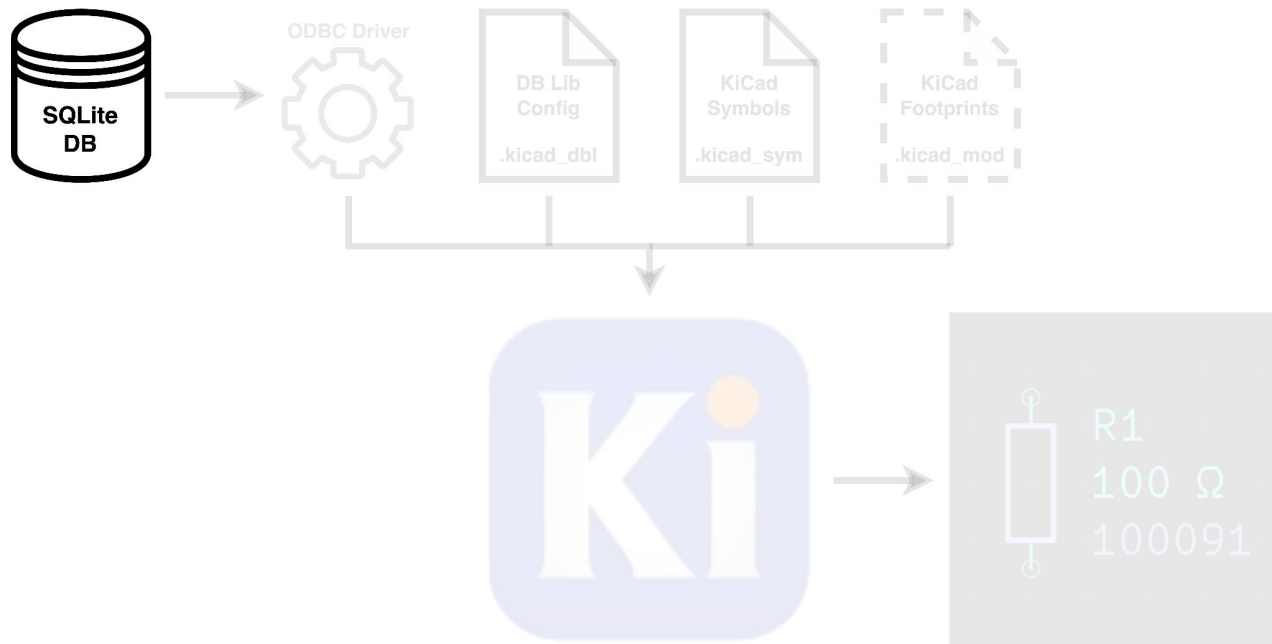 ODBC Driver
SQLite
DB
DB Lib
Config
.kicad_dbl
KiCad
Symbols
.kicad_sym
KiCad
Footprints
.kicad_mod
Ki
R1
100 Ω
100091